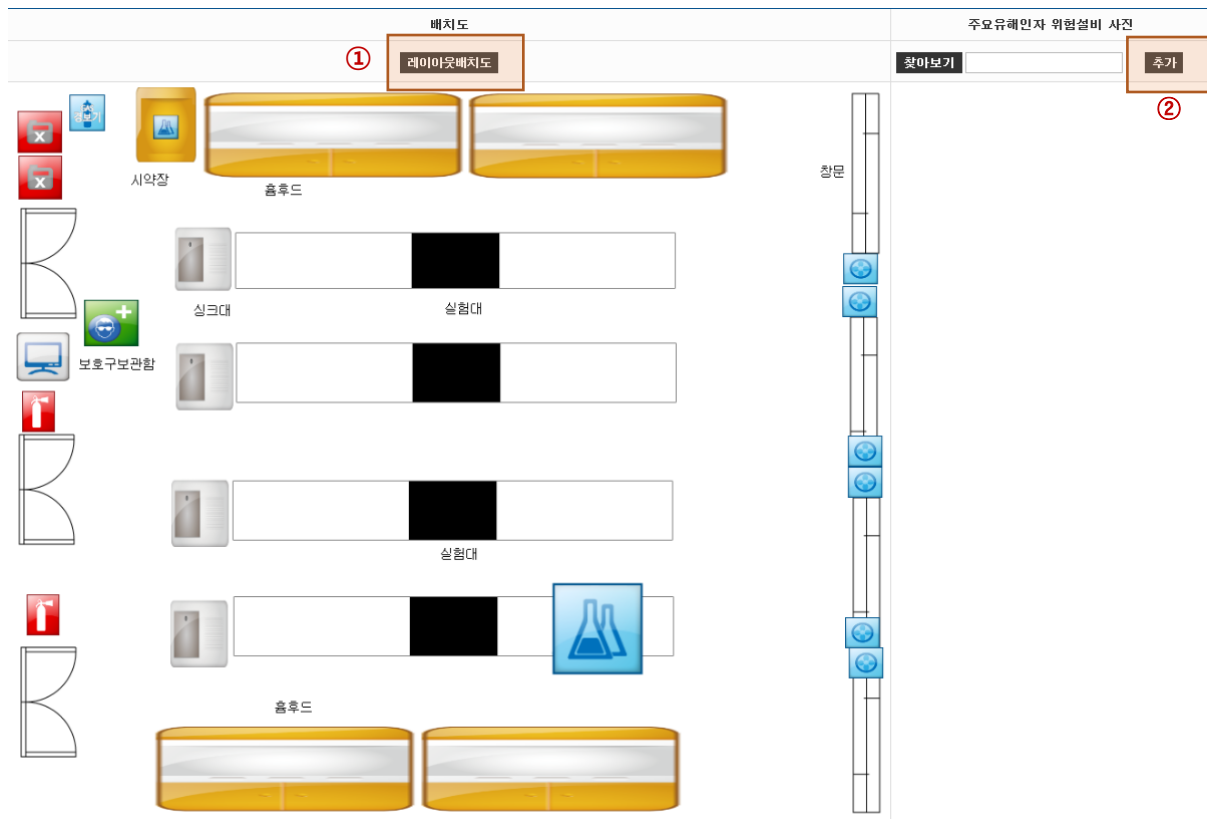 배치도
주요유해인자 위험설비 사진
①
레이아웃배치도
찾아보기
추가
②
경보기
시약장
흄후드
창문
싱크대
실험대
보호구보관함
실험대
흄후드